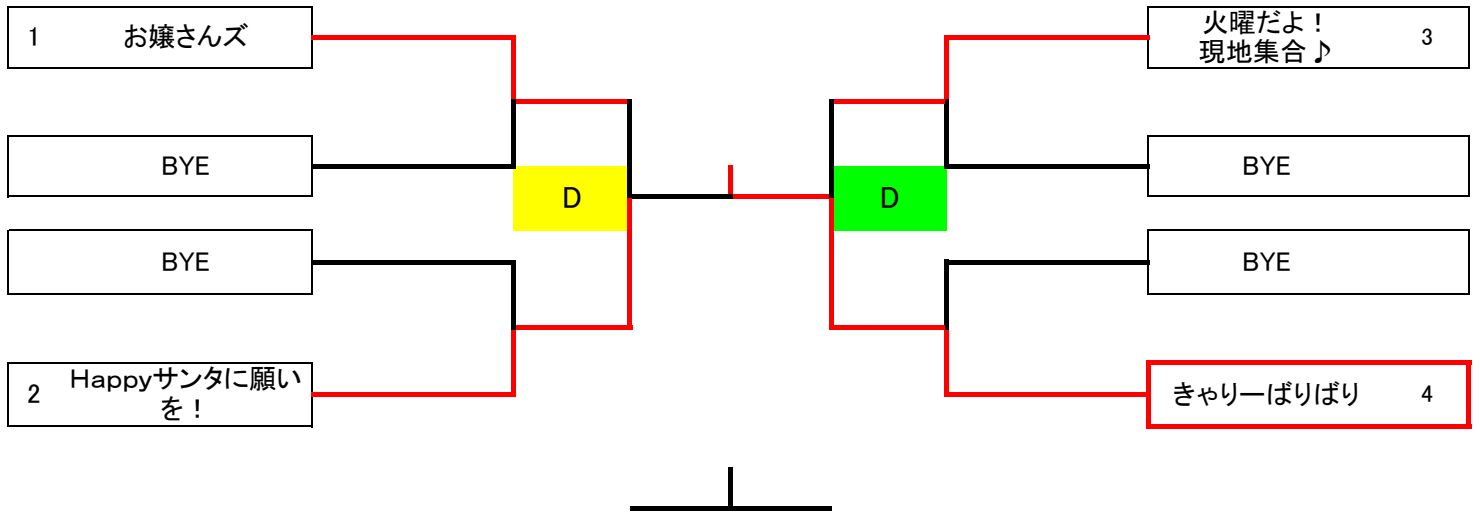 1 お嬢さんズ
BYE
BYE
2 Happyサンタに願い
を！
D
D
火曜だよ！
現地集合♪ 3
BYE
BYE
きゃりーばりばり 4